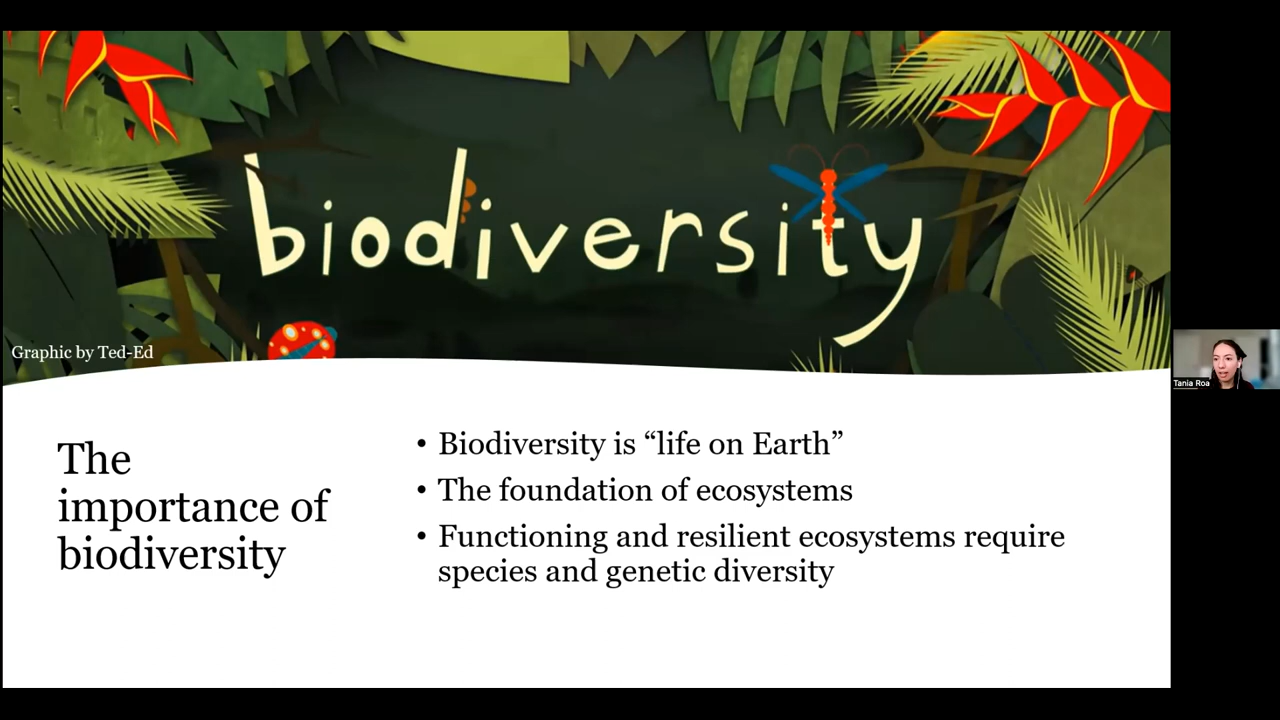 biodiversity
Graphic by Ted-Ed
Tania Roa
The
importance of
biodiversity
• Biodiversity is “life on Earth”
• The foundation of ecosystems
• Functioning and resilient ecosystems require
species and genetic diversity